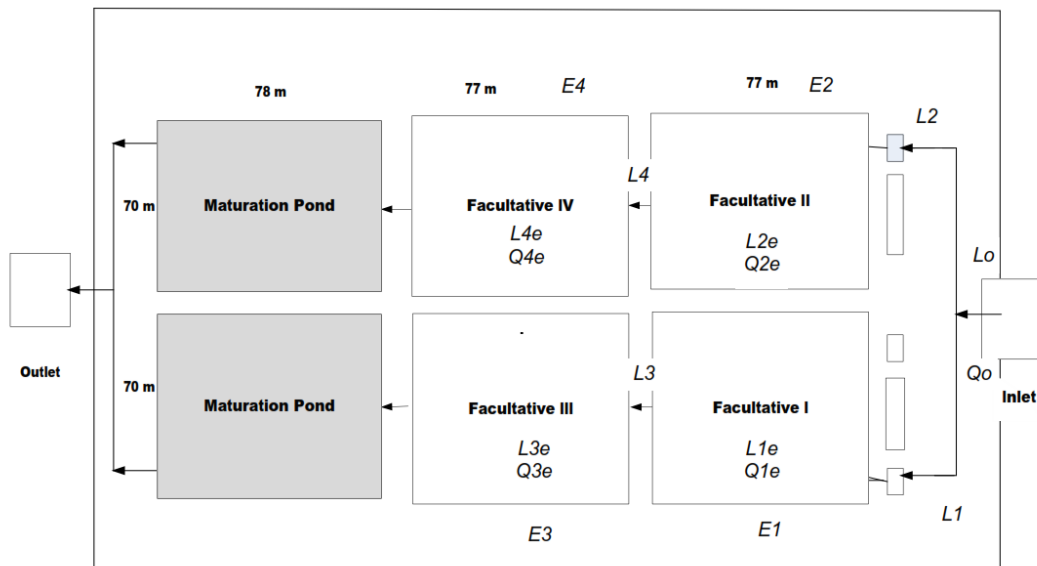 78 m
77 m
E4
77 m
E2
L2
70 m
Maturation Pond
Facultative IV
L4e
Q4e
L4
Facultative II
L2e
Q2e
Lo
Outlet
70 m
Maturation Pond
Facultative III
L3e
Q3e
L3
Facultative I
L1e
Q1e
Qo
Inlet
E3
E1
L1